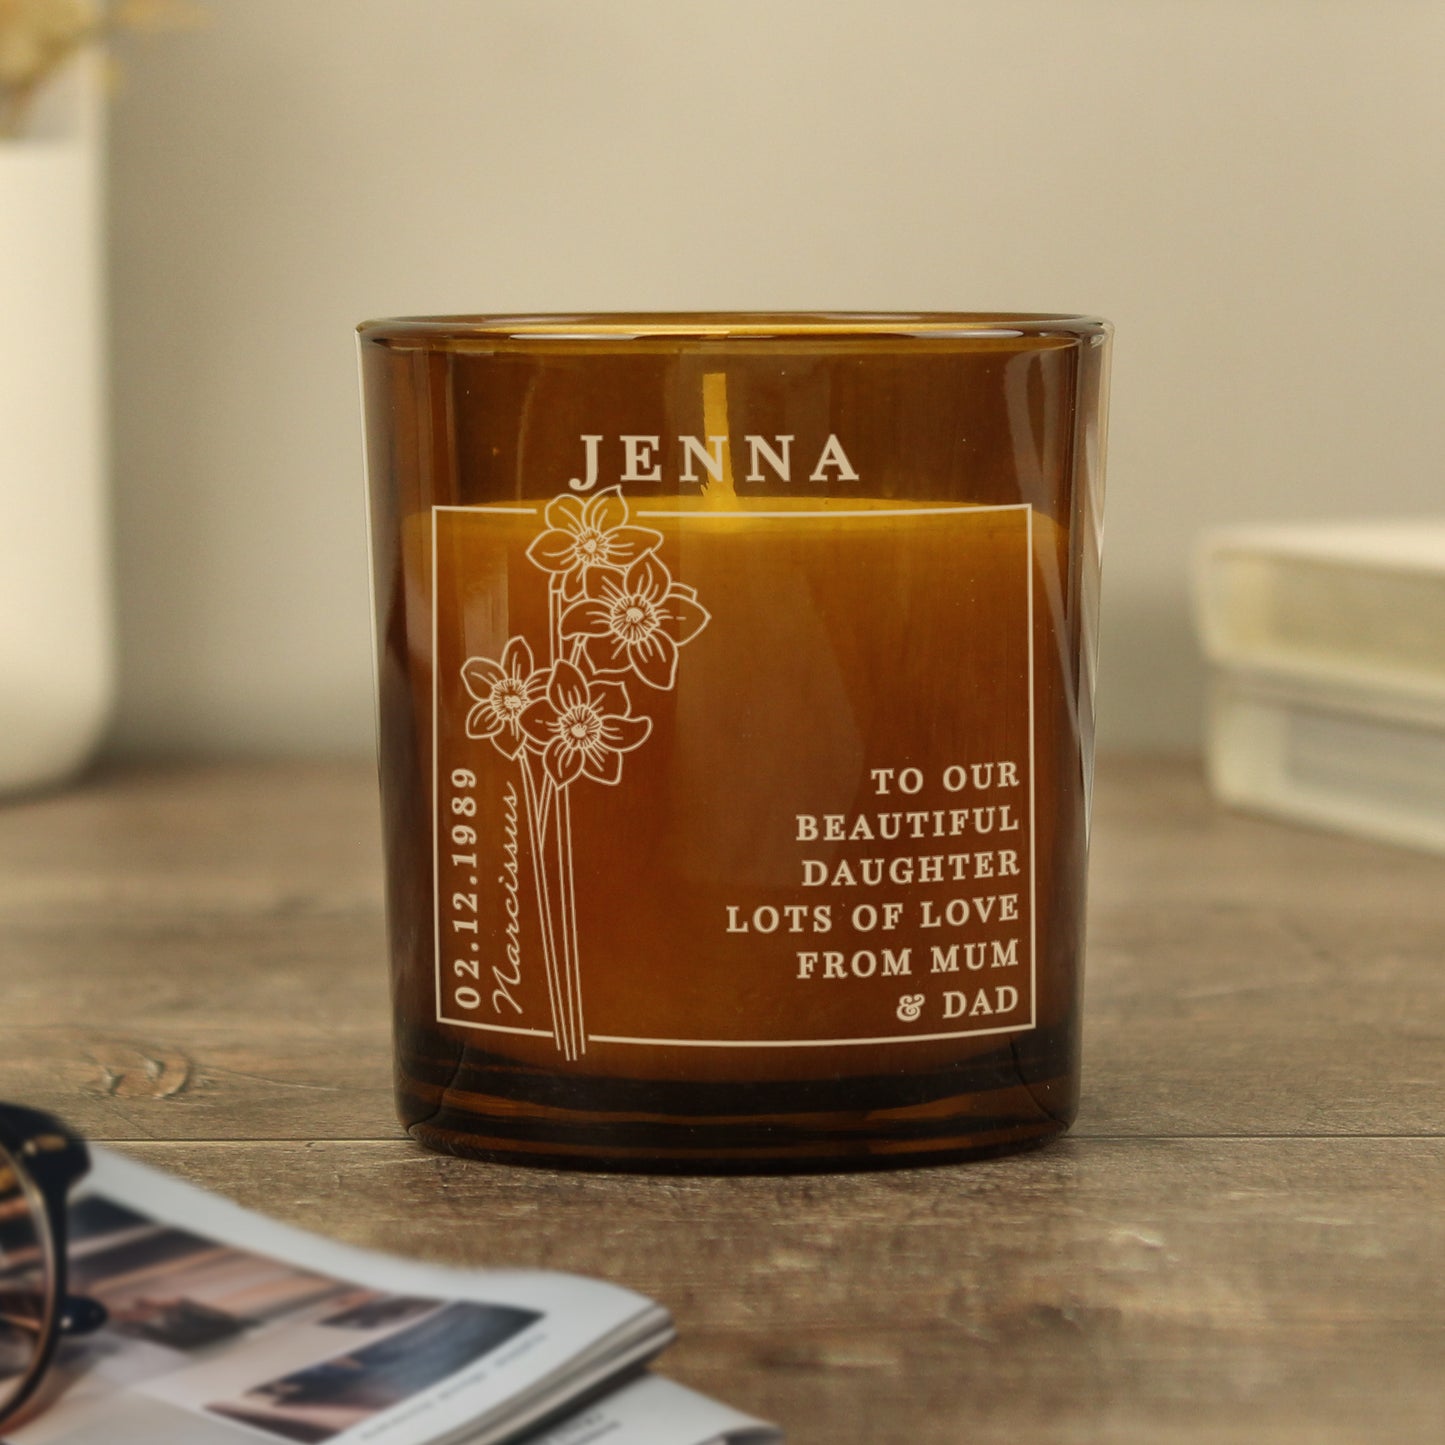 JENNA
02.12.1989
Narcissus
TO OUR
BEAUTIFUL
DAUGHTER
LOTS OF LOVE
FROM MUM
& DAD